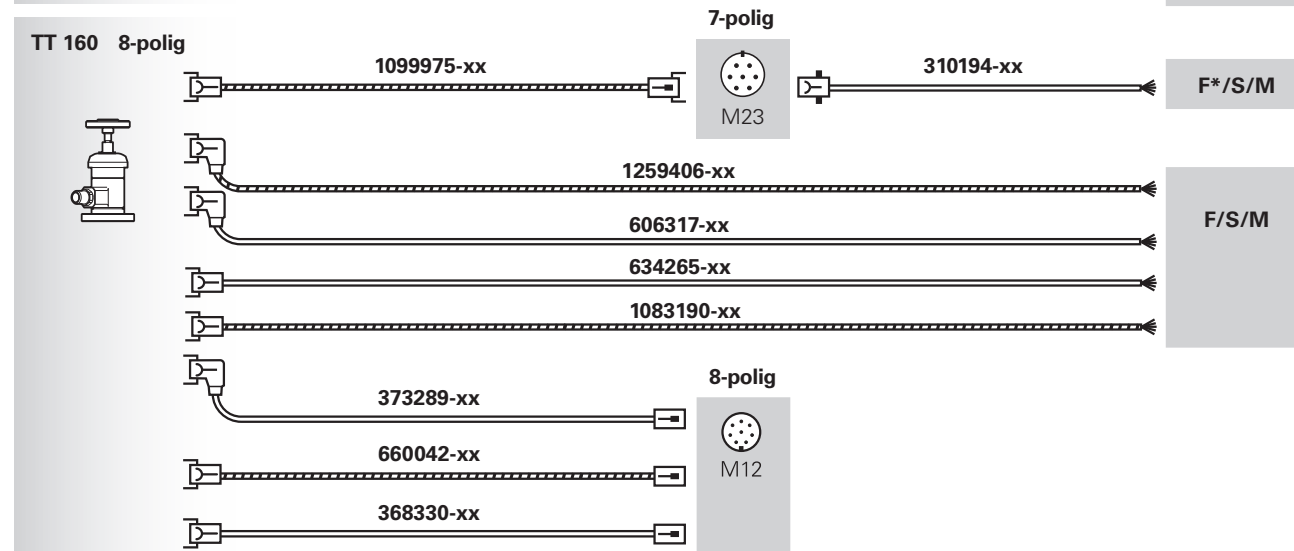 7-polig
TT 160 8-polig
1099975-xx
310194-xx
F*/S/M
M23
1259406-xx
606317-xx
F/S/M
634265-xx
1083190-xx
8-polig
373289-xx
660042-xx
M12
368330-xx